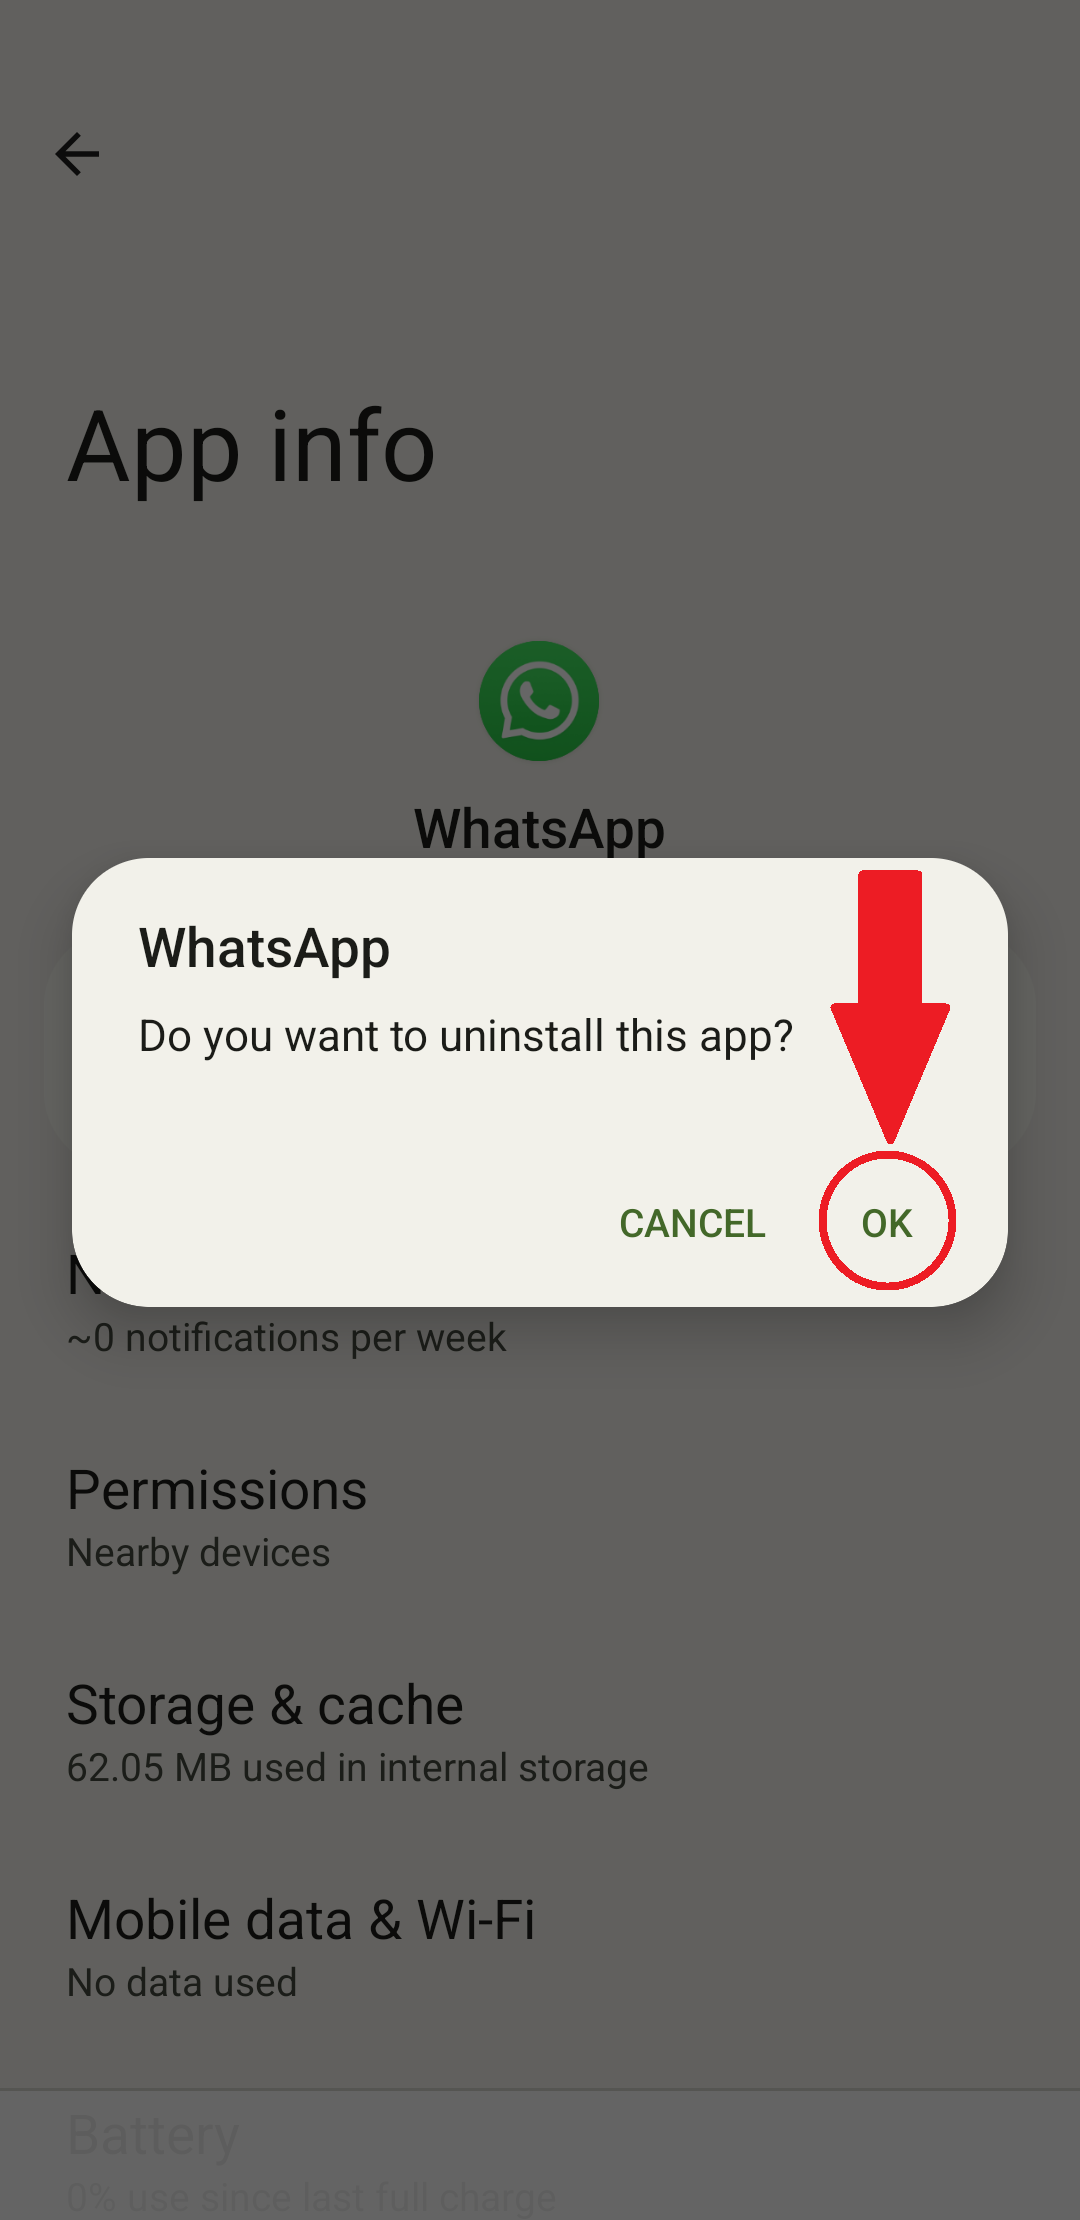 App info
WhatsApp
WhatsApp
Do you want to uninstall this app?
CANCEL OK
~0 notifications per week
Permissions
Nearby devices
Storage & cache
62.05 MB used in internal storage
Mobile data & Wi-Fi
No data used
Battery
0% use since last full charge